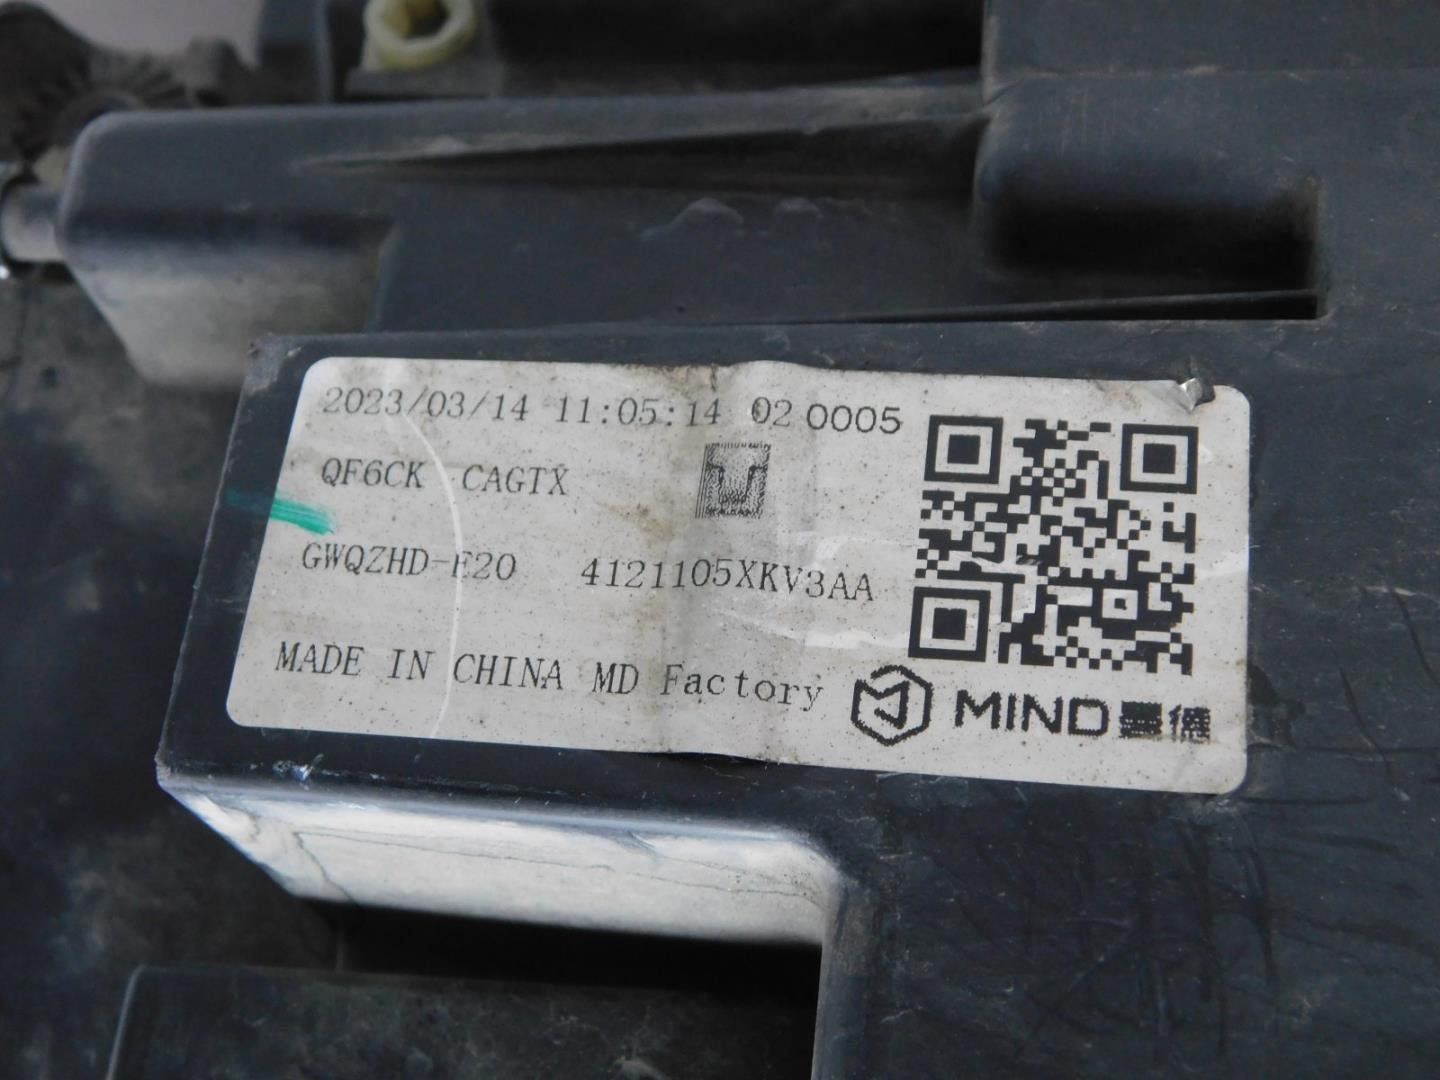 2023/03/14 11:05:14 02 0005
QF6CK CAGTX
GWQZHD-E20 4121105XKV3AA
MADE IN CHINA MD Factory
MIND